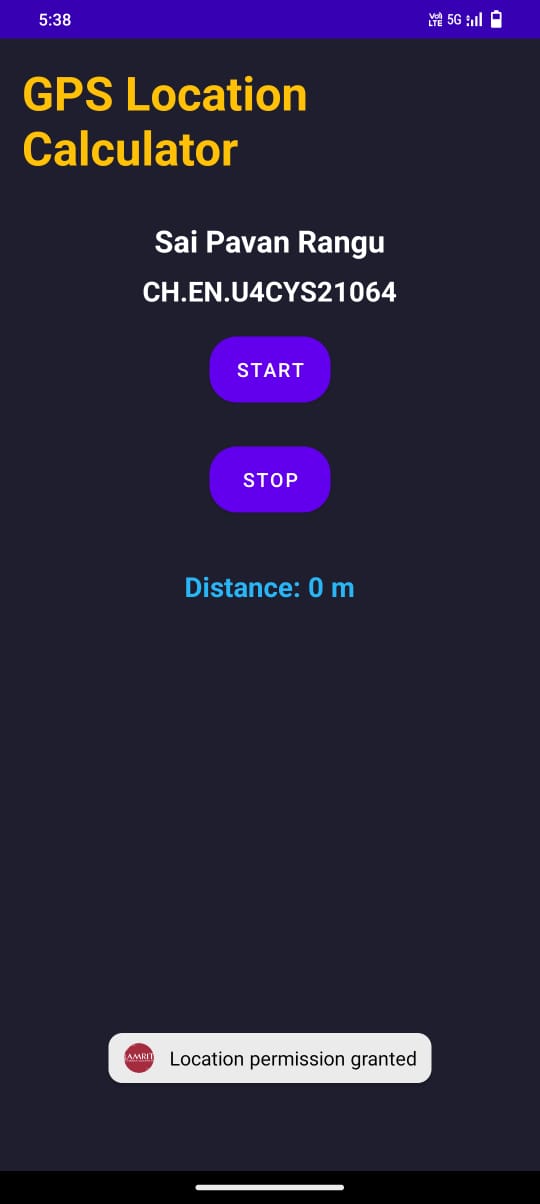 5:38
Vo) LTE 5G
GPS Location
Calculator
Sai Pavan Rangu
CH.EN.U4CYS21064
START
STOP
Distance: 0 m
AMRIT
Location permission granted